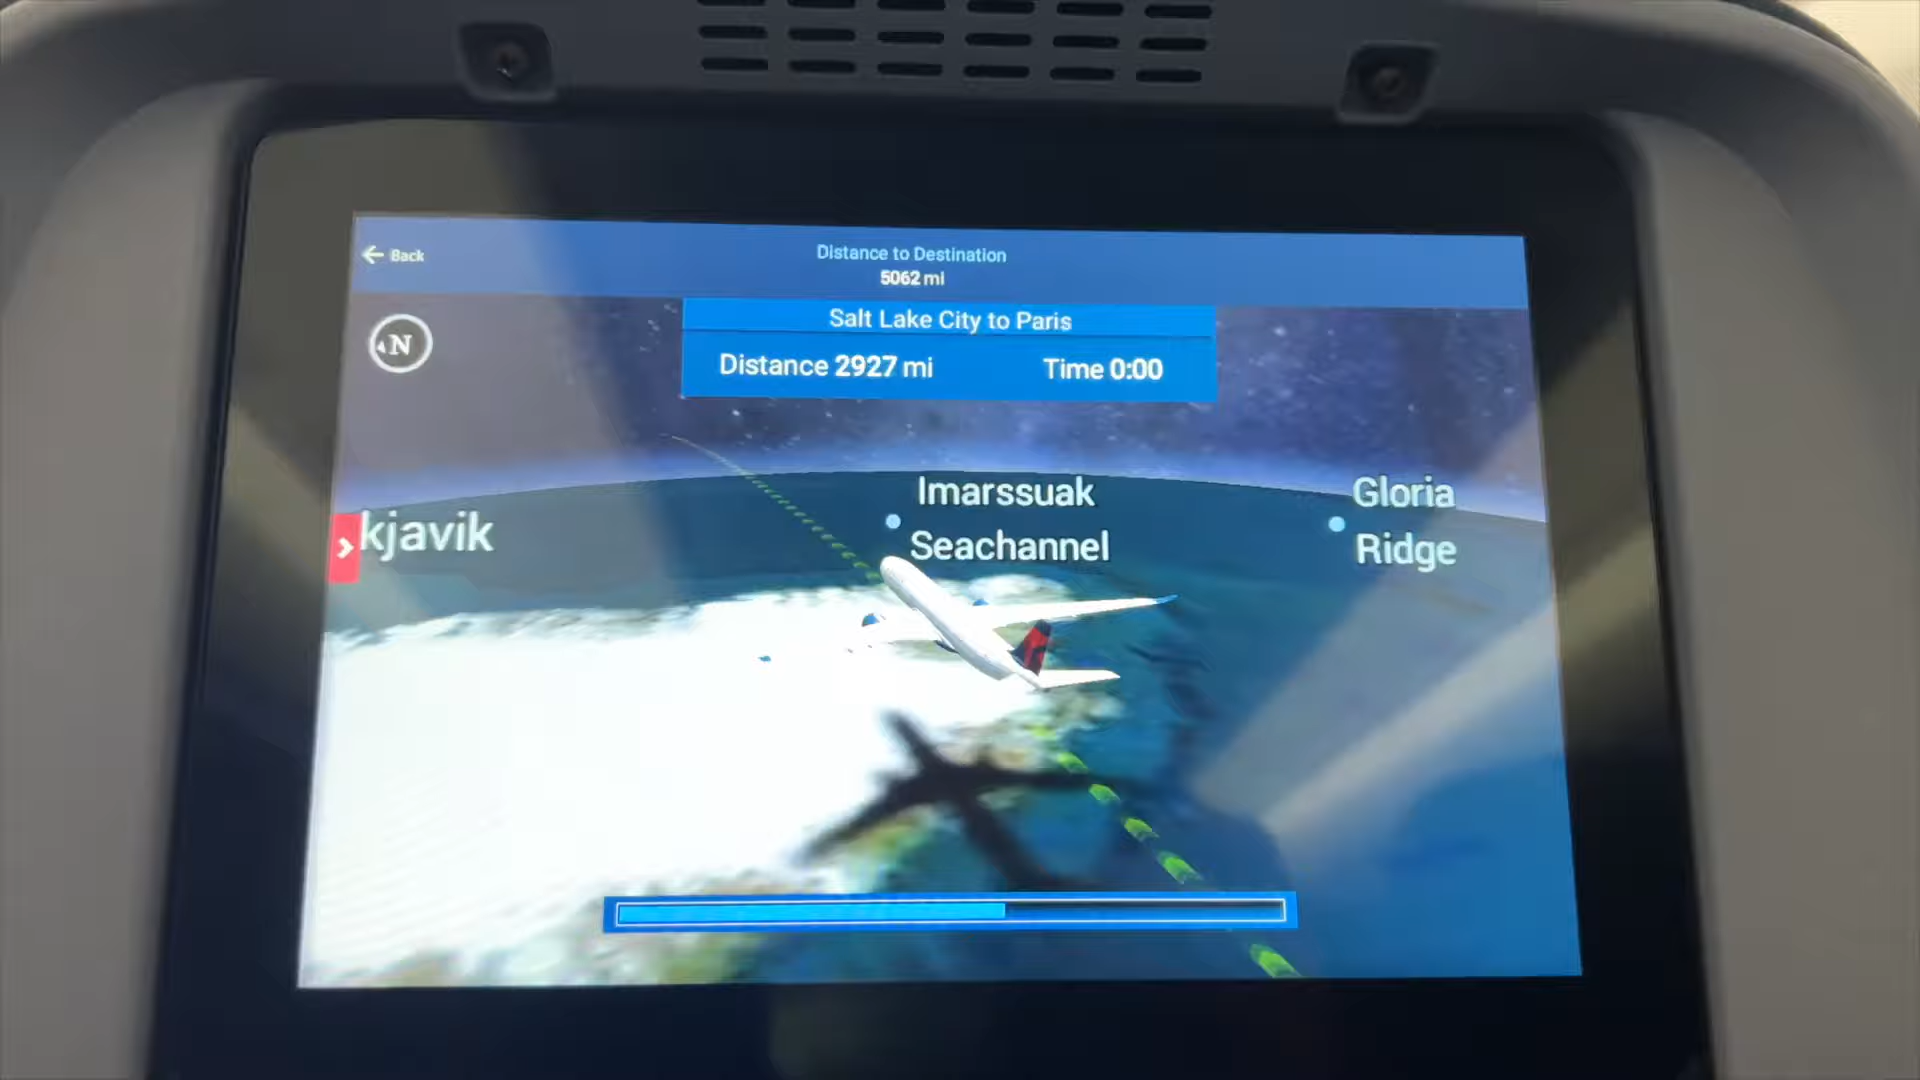 ← Back
Distance to Destination
5062 mi
N
Salt Lake City to Paris
Distance 2927 mi
Time 0:00
kjavik
Imarssuak
Seachannel
Gloria
Ridge